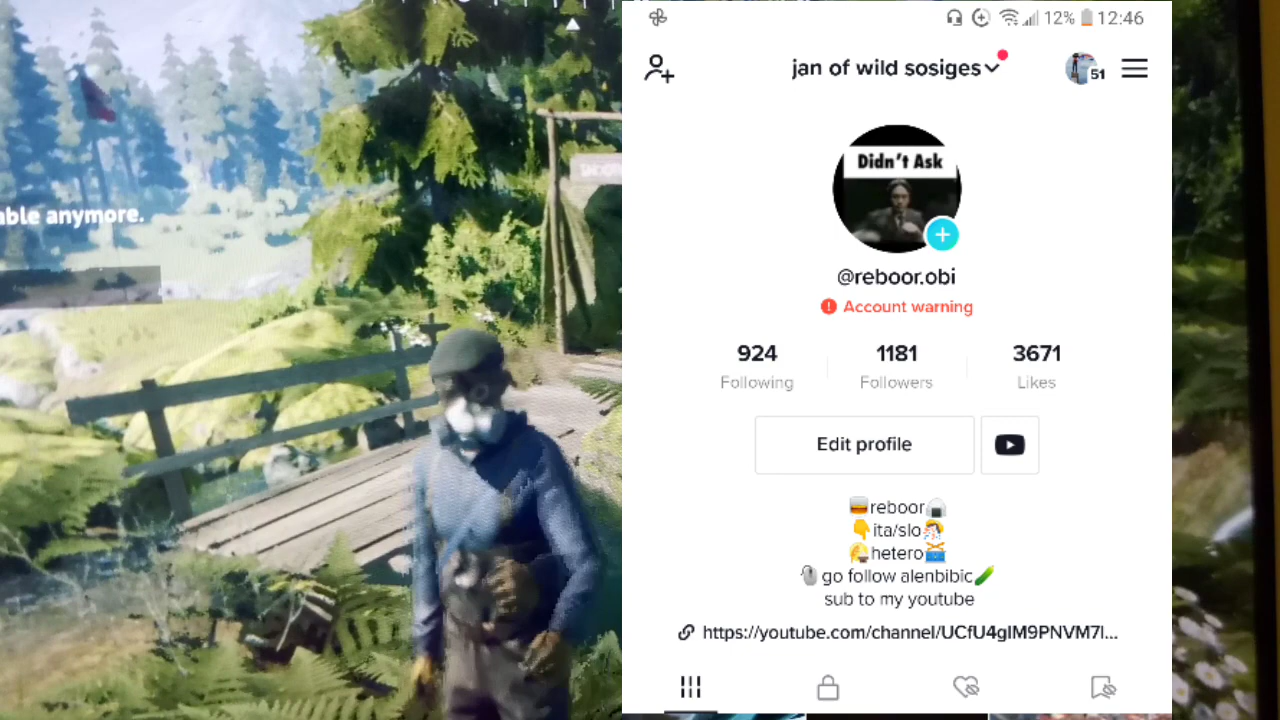 able anymore.
12% 12:46
jan of wild sosiges
51
Didn't Ask
@reboor.obi
Account warning
924 1181 3671
Following Followers Likes
Edit profile
reboor
ita/slo
hetero
go follow alenbibic
sub to my youtube
https://youtube.com/channel/UCfU4gIM9PNVM7l...